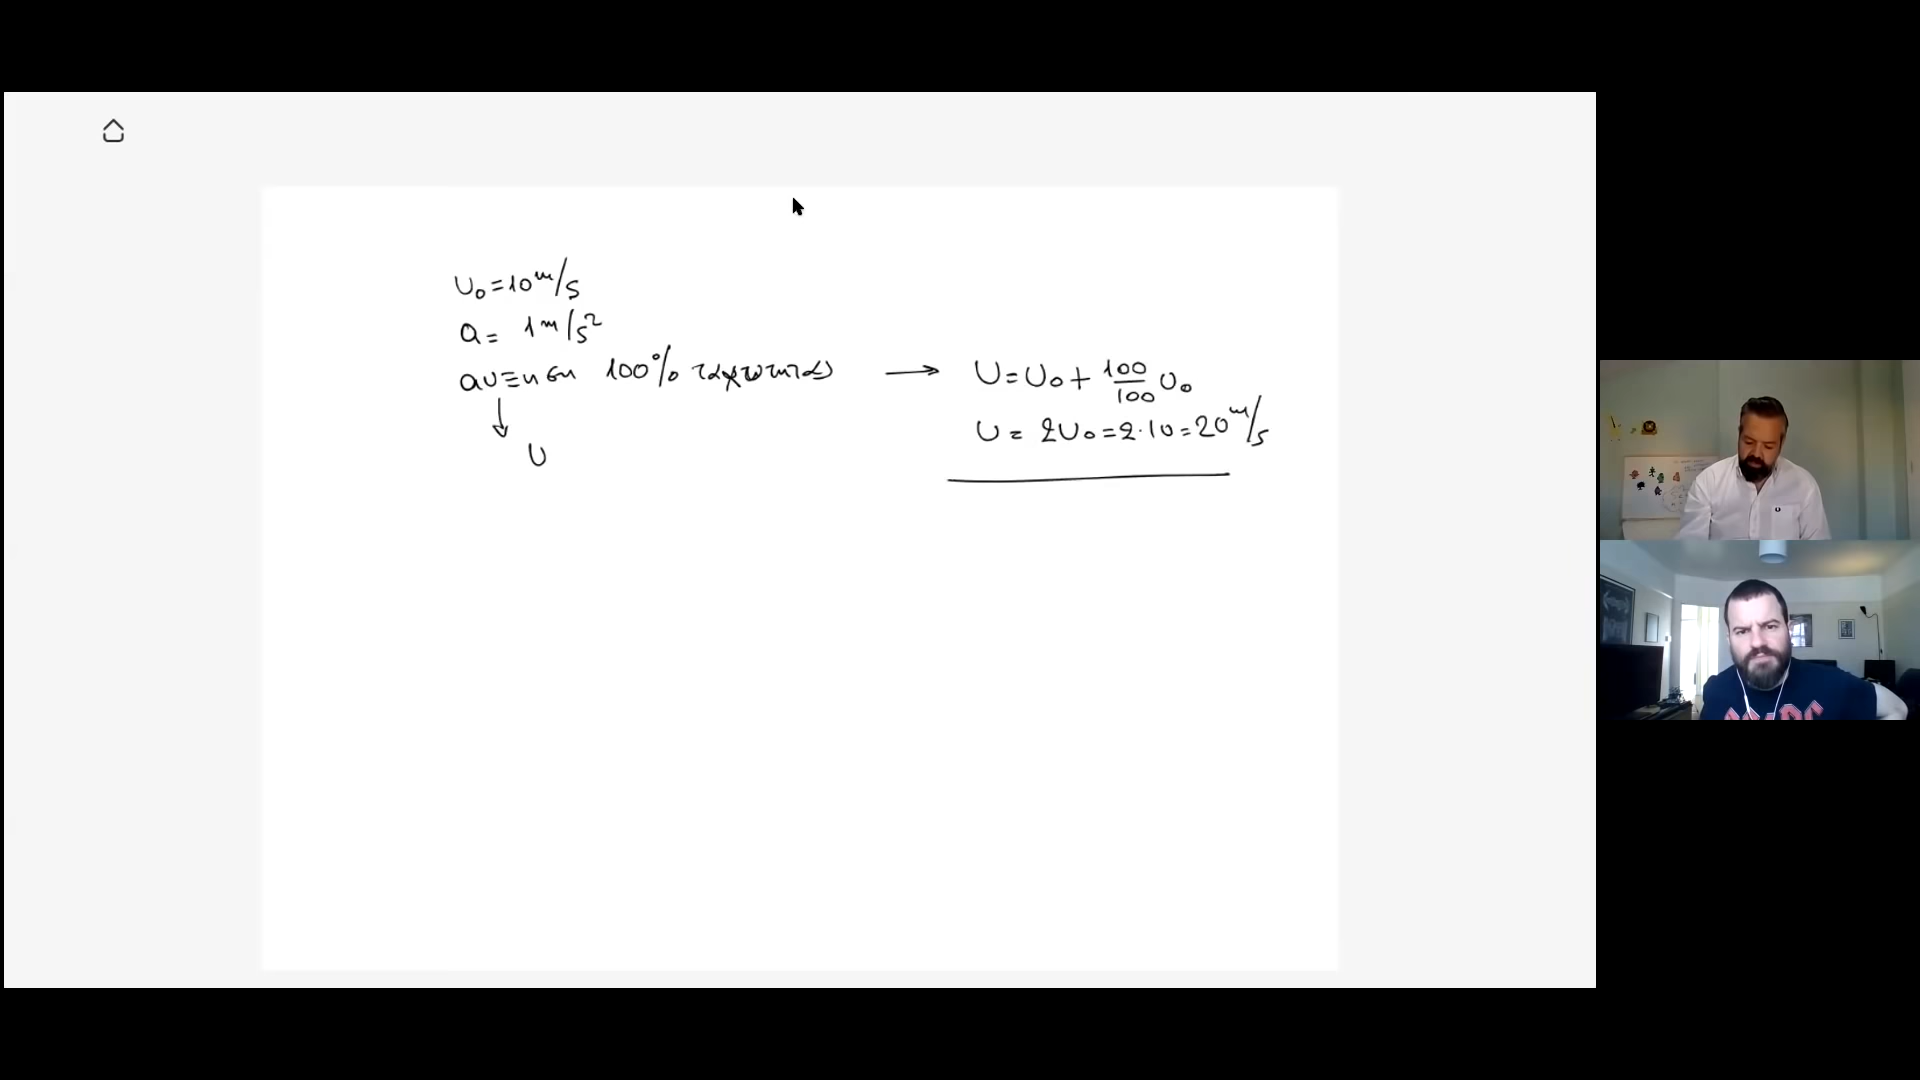 υ₀=10 m/s
a= 1 m/s²
αύξηση 100% ταχύτητας → υ=υ₀+ 100/100 υ₀
υ= 2υ₀=2·10=20 m/s
υ